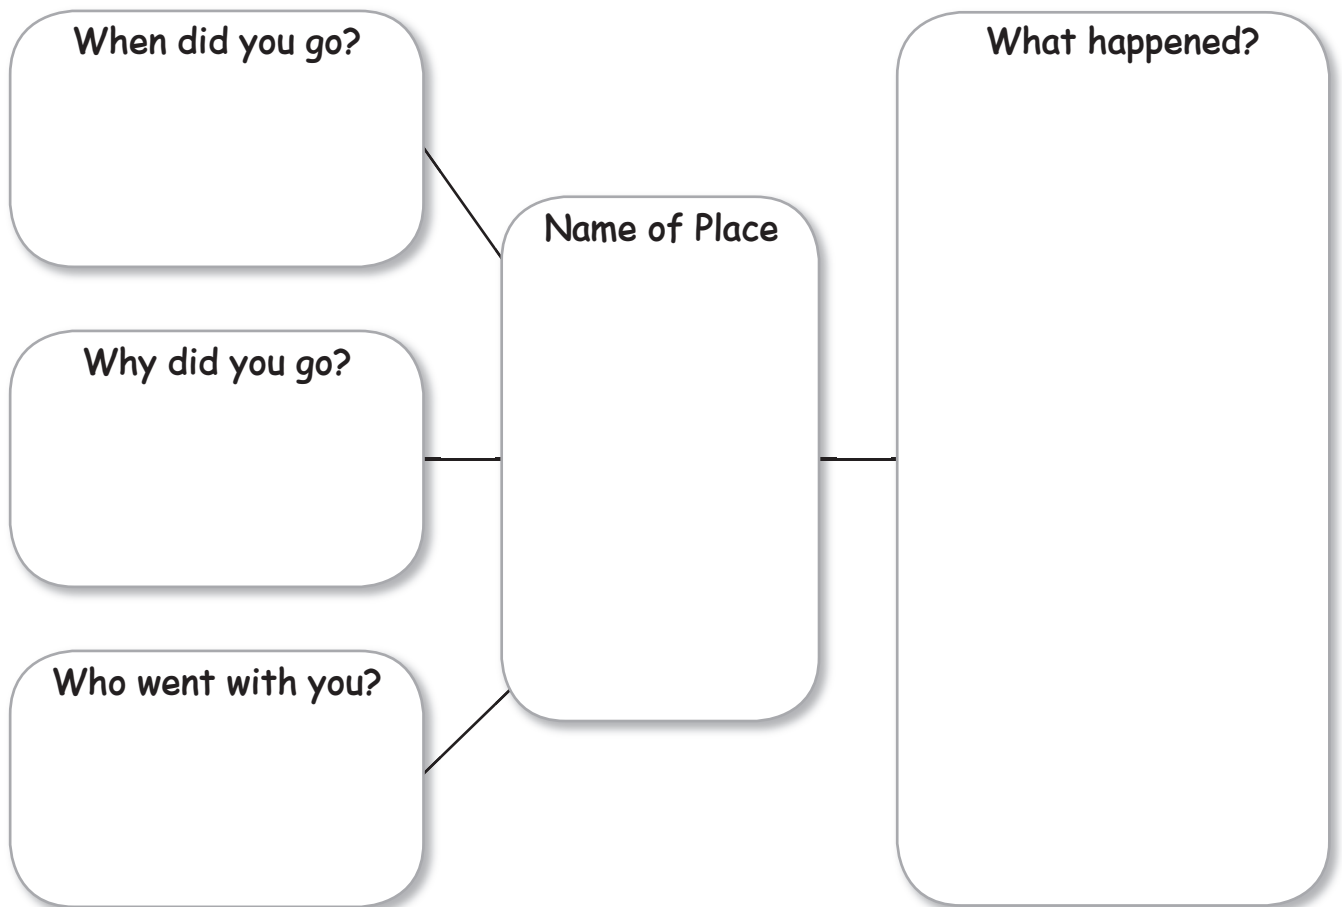 When did you go?
Why did you go?
Who went with you?
Name of Place
What happened?